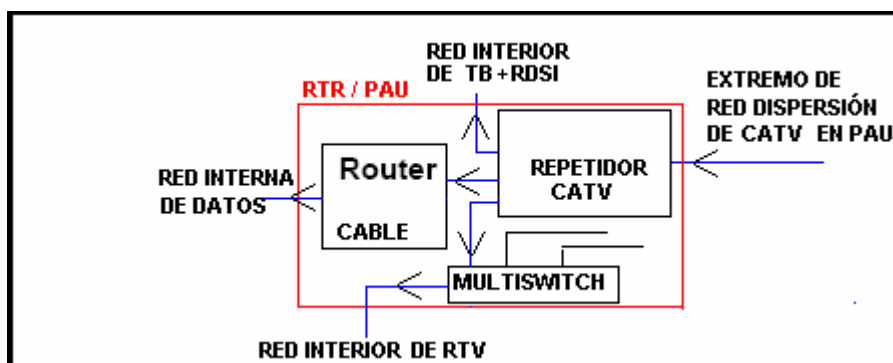 RED INTERIOR
DE TB+RDSI
EXTREMO DE
RED DISPERSIÓN
DE CATV EN PAU
RTR / PAU
Router
CABLE
REPETIDOR
CATV
RED INTERNA
DE DATOS
MULTISWITCH
RED INTERIOR DE RTV